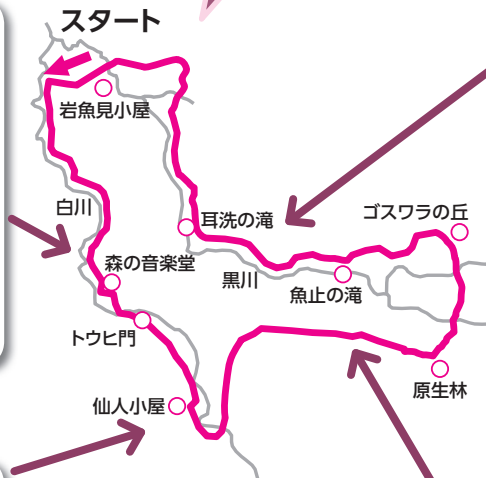 スタート
岩魚見小屋
白川
耳洗の滝
ゴスワラの丘
森の音楽堂
黒川
魚止の滝
トウヒ門
原生林
仙人小屋